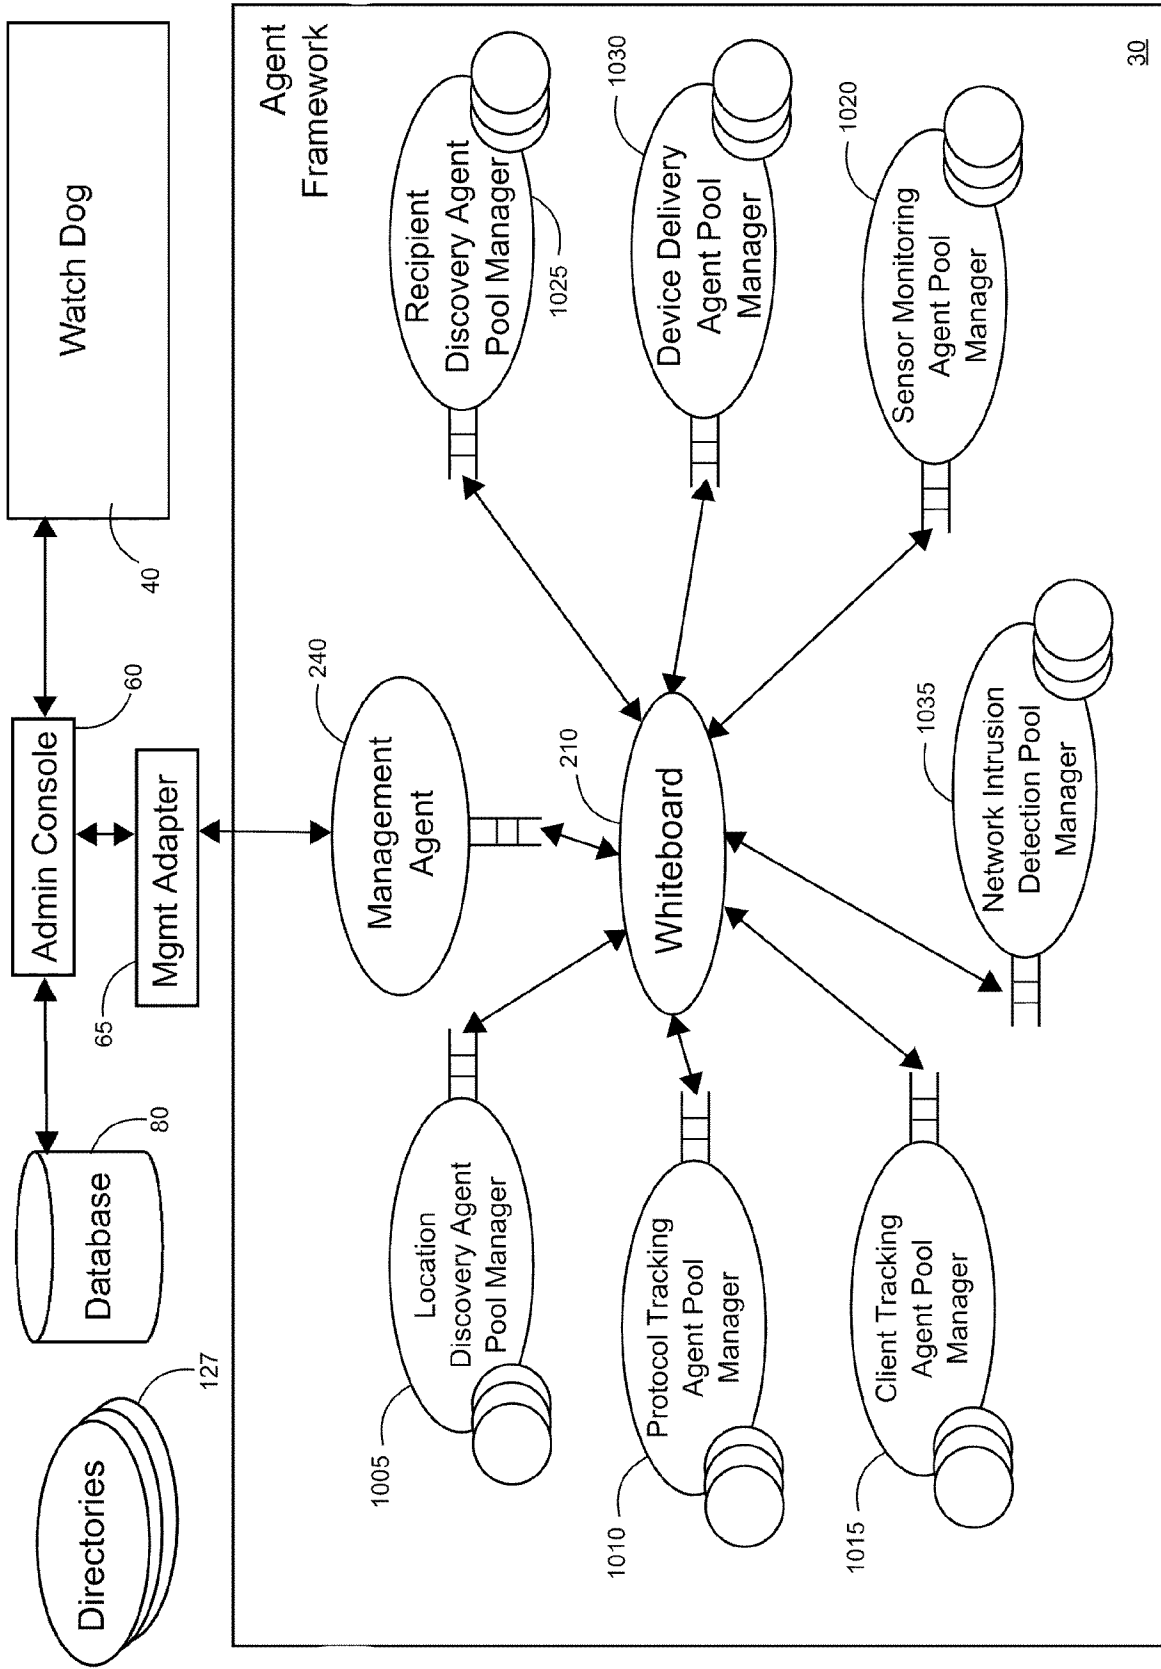 Directories
127
Database
80
Admin Console
60
Mgmt Adapter
65
Watch Dog
40
Agent
Framework
Management
Agent
240
Location
Discovery Agent
Pool Manager
1005
Recipient
Discovery Agent
Pool Manager
1025
Protocol Tracking
Agent Pool
Manager
1010
Whiteboard
210
Device Delivery
Agent Pool
Manager
1030
Client Tracking
Agent Pool
Manager
1015
Network Intrusion
Detection Pool
Manager
1035
Sensor Monitoring
Agent Pool
Manager
1020
30